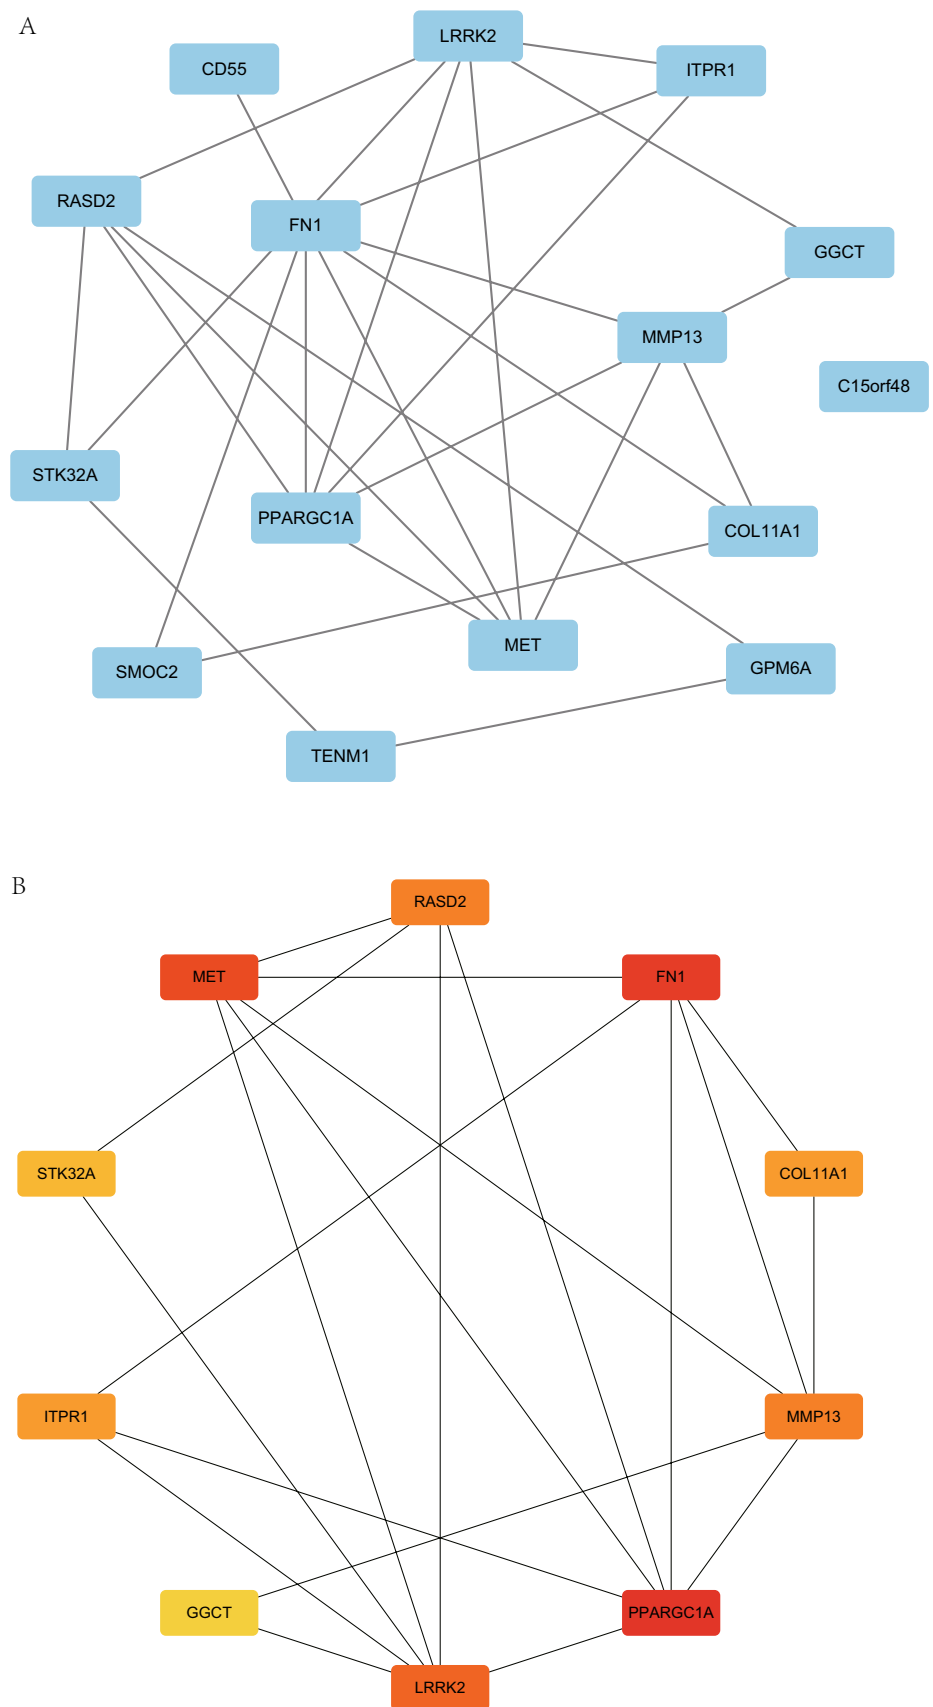 A
LRRK2
CD55
ITPR1
RASD2
FN1
GGCT
MMP13
C15orf48
STK32A
PPARGC1A
COL11A1
MET
SMOC2
GPM6A
TENM1
B
RASD2
MET
FN1
STK32A
COL11A1
ITPR1
MMP13
GGCT
PPARGC1A
LRRK2